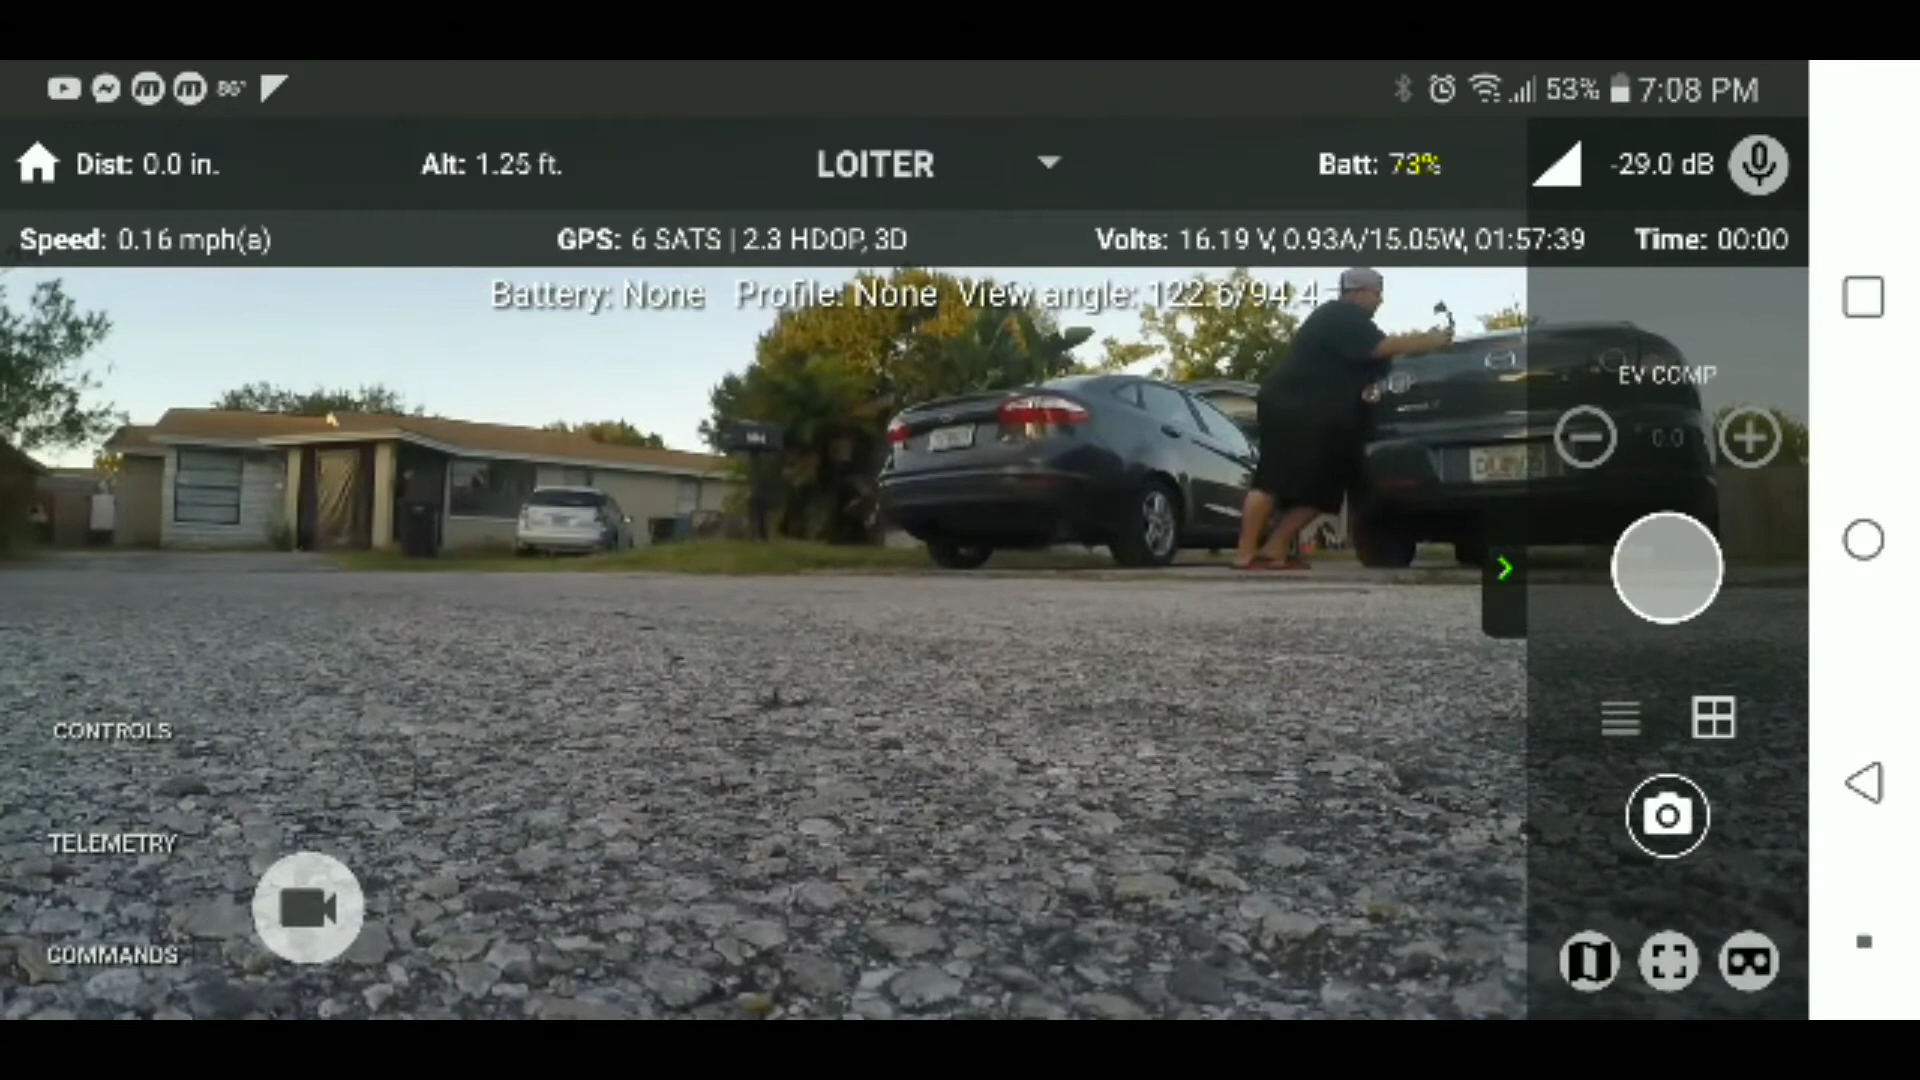 86° 53% 7:08 PM
Dist: 0.0 in. Alt: 1.25 ft. LOITER Batt: 73% -29.0 dB
Speed: 0.16 mph(a) GPS: 6 SATS | 2.3 HDOP, 3D Volts: 16.19 V, 0.93A/15.05W, 01:57:39 Time: 00:00
Battery: None Profile: None View angle: 122.6/94.4
EV COMP
0.0
CONTROLS
TELEMETRY
COMMANDS